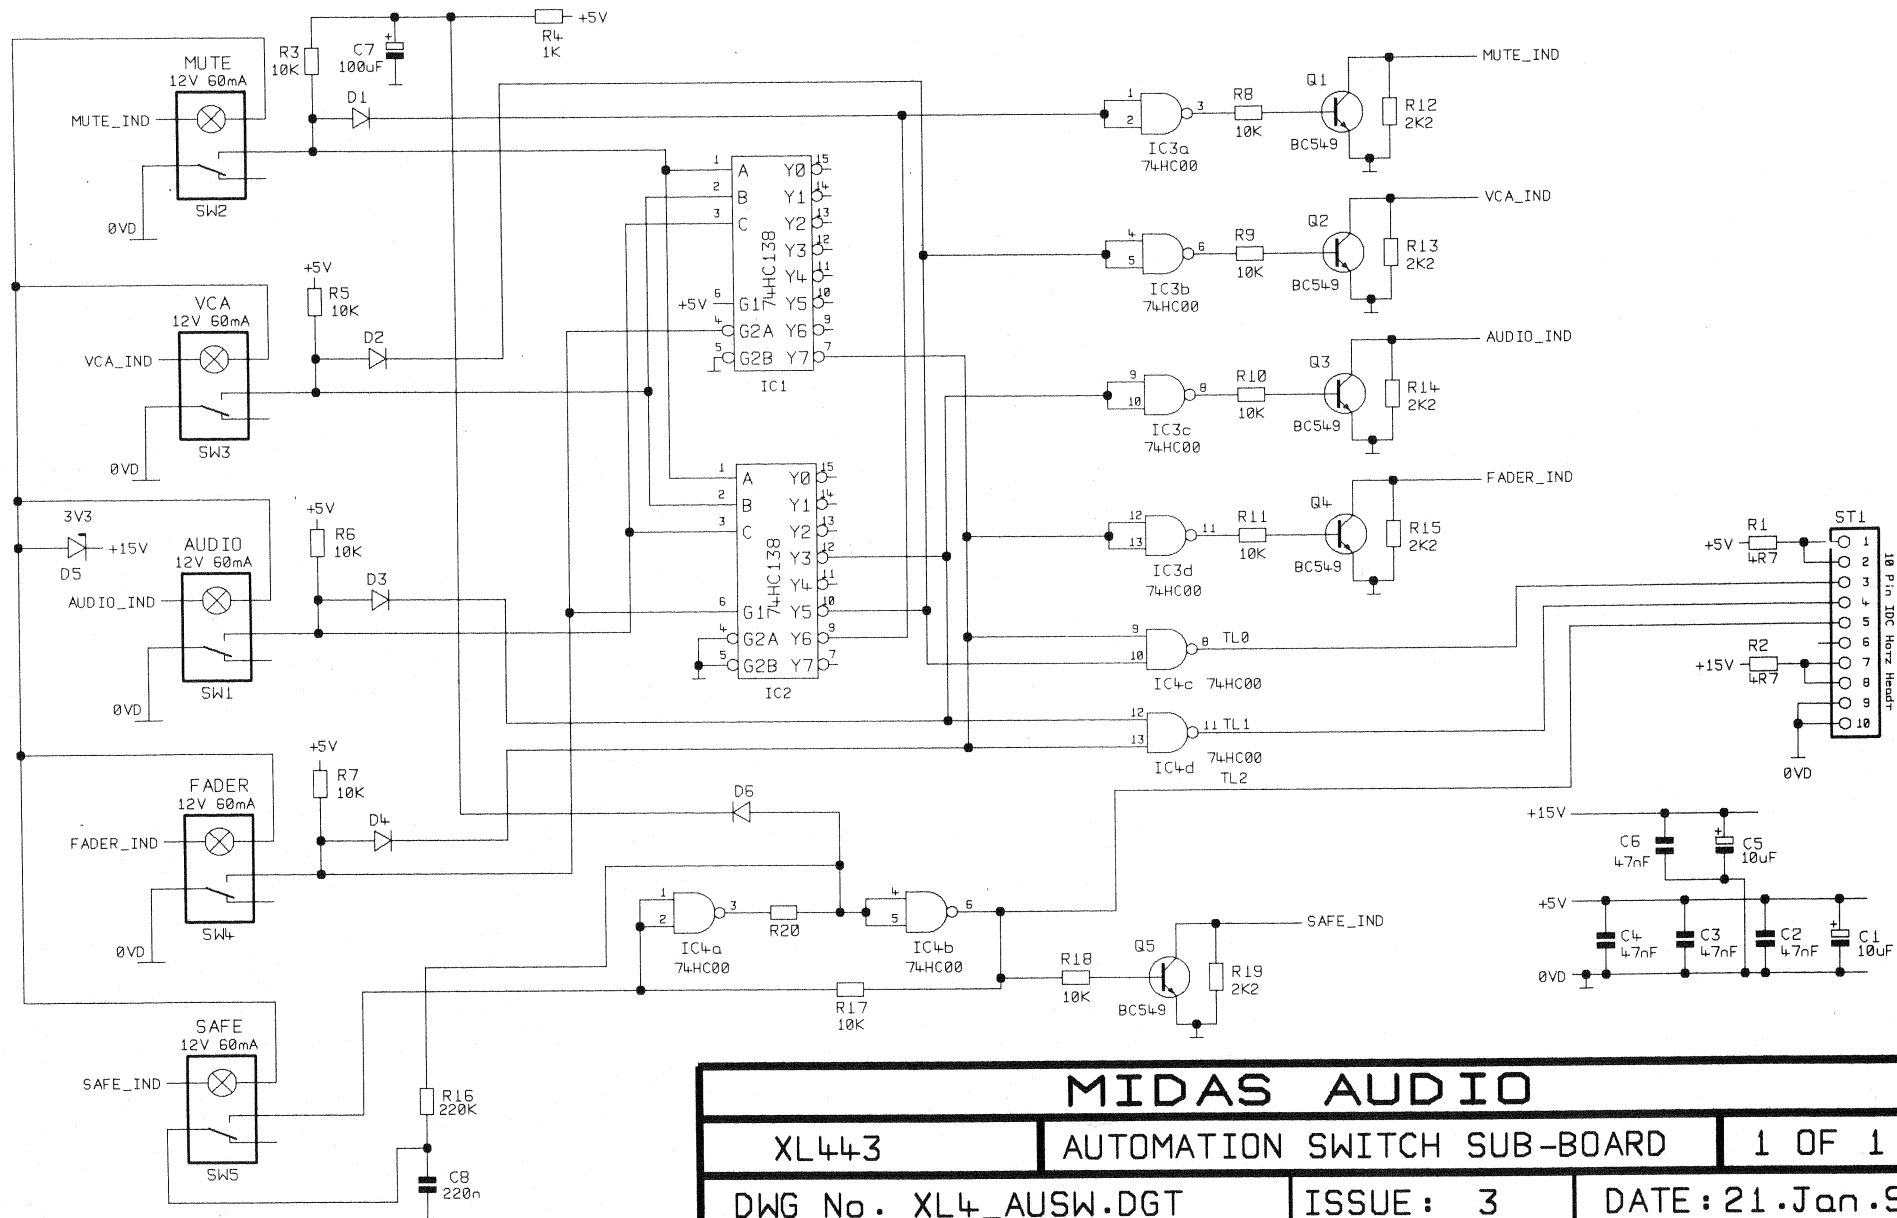 R4
1K
+5V
R3
10K
C7
100uF
+
MUTE
12V 60mA
MUTE_IND
D1
0VD
SW2
+5V
R5
10K
VCA
12V 60mA
VCA_IND
D2
0VD
SW3
3V3
+15V
D5
+5V
R6
10K
AUDIO
12V 60mA
AUDIO_IND
D3
0VD
SW1
+5V
R7
10K
FADER
12V 60mA
FADER_IND
D4
0VD
SW4
SAFE
12V 60mA
SAFE_IND
SW5
R16
220K
C8
220n
1 A Y0 15
2 B Y1 14
3 C Y2 13
Y3 12
Y4 11
+5V 6 G1 Y5 10
4 G2A Y6 9
5 G2B Y7 7
74HC138
IC1
1 A Y0 15
2 B Y1 14
3 C Y2 13
Y3 12
Y4 11
6 G1 Y5 10
4 G2A Y6 9
5 G2B Y7 7
74HC138
IC2
D6
1
2
3
IC4a
74HC00
R20
4
5
6
IC4b
74HC00
R17
10K
R18
10K
Q5
BC549
R19
2K2
SAFE_IND
1
2
3
IC3a
74HC00
R8
10K
Q1
BC549
R12
2K2
MUTE_IND
4
5
6
IC3b
74HC00
R9
10K
Q2
BC549
R13
2K2
VCA_IND
9
10
8
IC3c
74HC00
R10
10K
Q3
BC549
R14
2K2
AUDIO_IND
12
13
11
IC3d
74HC00
R11
10K
Q4
BC549
R15
2K2
FADER_IND
9
10
8 TL0
IC4c 74HC00
12
13
11 TL1
74HC00
IC4d
TL2
ST1
R1
+5V
4R7
R2
+15V
4R7
1
2
3
4
5
6
7
8
9
10
10 Pin IDC Horz Headr
0VD
+15V
C6
47nF
+
C5
10uF
+5V
C4
47nF
C3
47nF
C2
47nF
+
C1
10uF
0VD
MIDAS AUDIO
XL443
AUTOMATION SWITCH SUB-BOARD
1 OF 1
DWG No. XL4_AUSW.DGT
ISSUE: 3
DATE:21.Jan.9